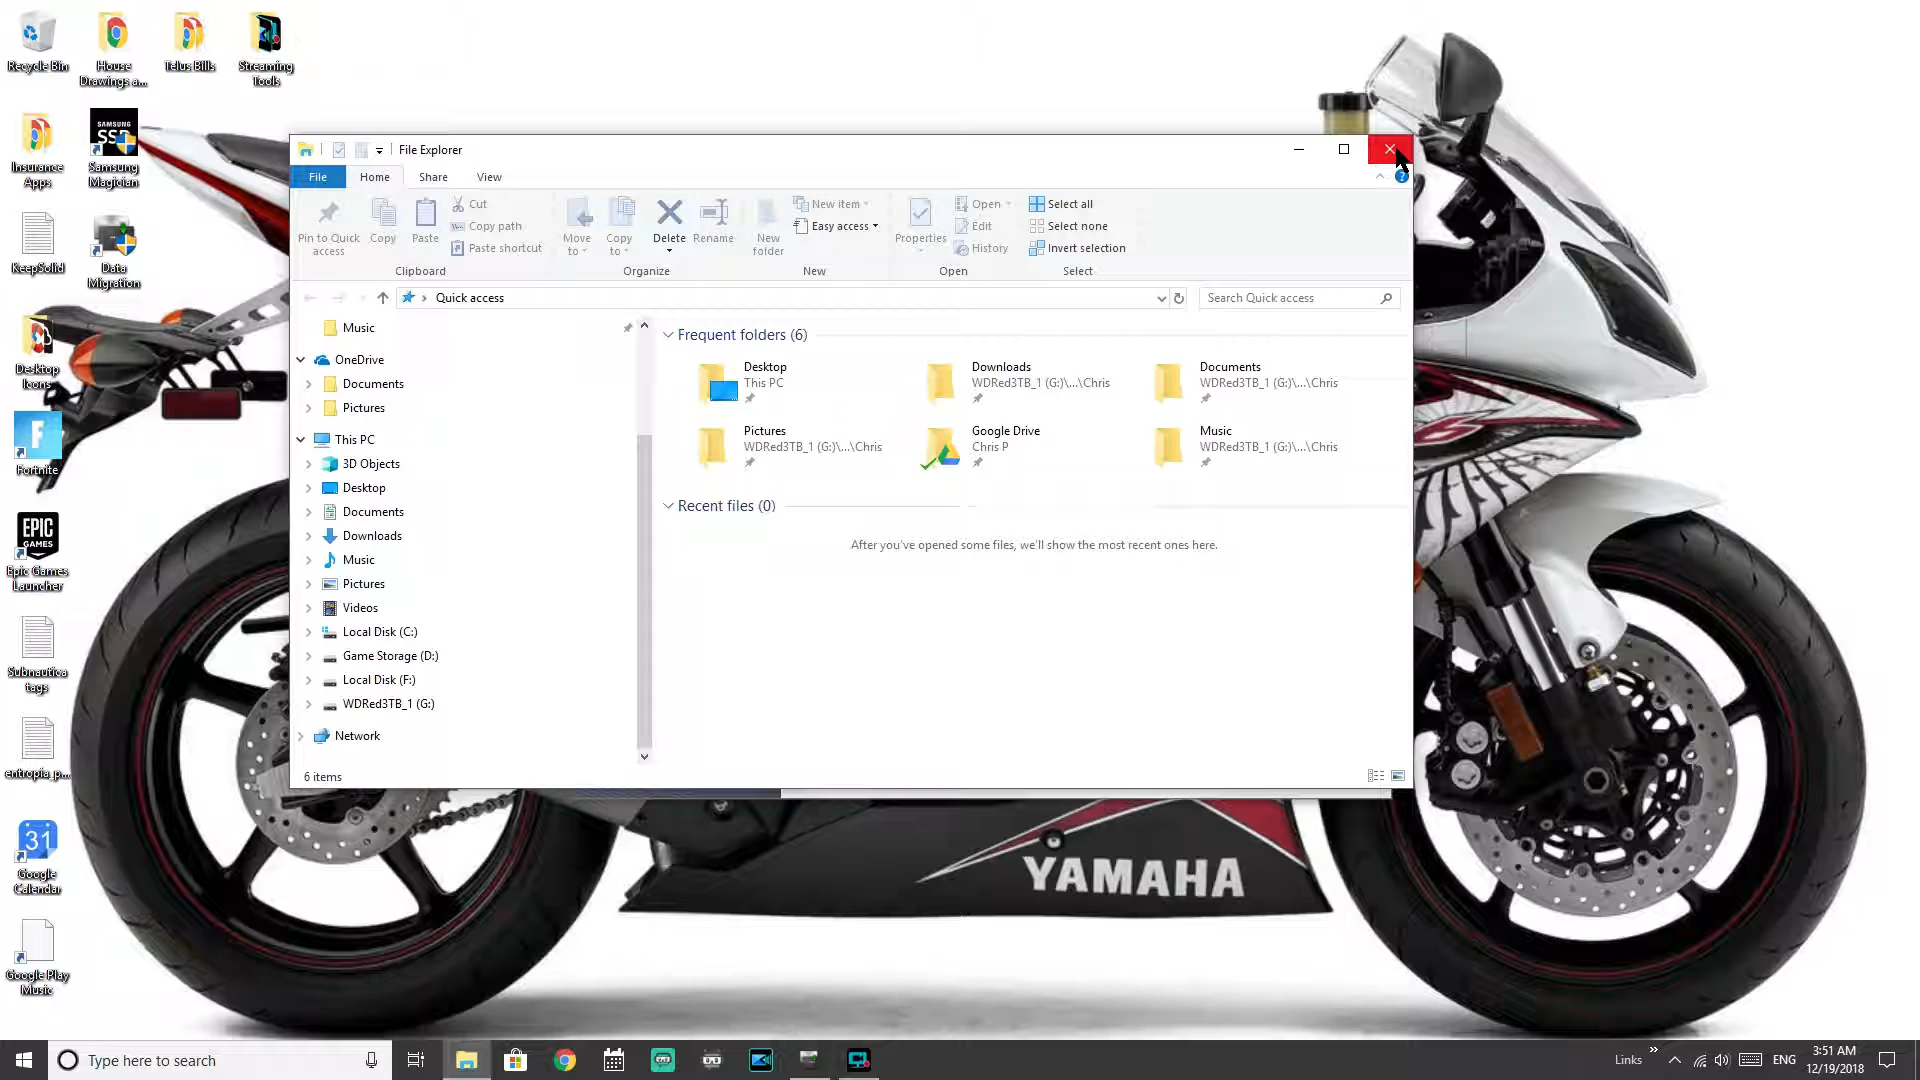 Recycle Bin
House
Drawings a...
Telus Bills
Streaming
Tools
Insurance
Apps
SAMSUNG
SSD
Samsung
Magician
KeepSolid
Data
Migration
Desktop
Icons
F
Fortnite
EPIC
GAMES
Epic Games
Launcher
Subnautica
tags
entropia_p...
31
Google
Calendar
Google Play
Music
File Explorer
File
Home
Share
View
Pin to Quick
access
Copy
Paste
Cut
Copy path
Paste shortcut
Clipboard
Move
to
Copy
to
Delete
Rename
Organize
New
folder
New item
Easy access
New
Properties
Open
Edit
History
Open
Select all
Select none
Invert selection
Select
Quick access
Search Quick access
Music
OneDrive
Documents
Pictures
This PC
3D Objects
Desktop
Documents
Downloads
Music
Pictures
Videos
Local Disk (C:)
Game Storage (D:)
Local Disk (F:)
WDRed3TB_1 (G:)
Network
Frequent folders (6)
Desktop
This PC
Downloads
WDRed3TB_1 (G:)\...\Chris
Documents
WDRed3TB_1 (G:)\...\Chris
Pictures
WDRed3TB_1 (G:)\...\Chris
Google Drive
Chris P
Music
WDRed3TB_1 (G:)\...\Chris
Recent files (0)
After you've opened some files, we'll show the most recent ones here.
6 items
YAMAHA
Type here to search
Links
ENG
3:51 AM
12/19/2018